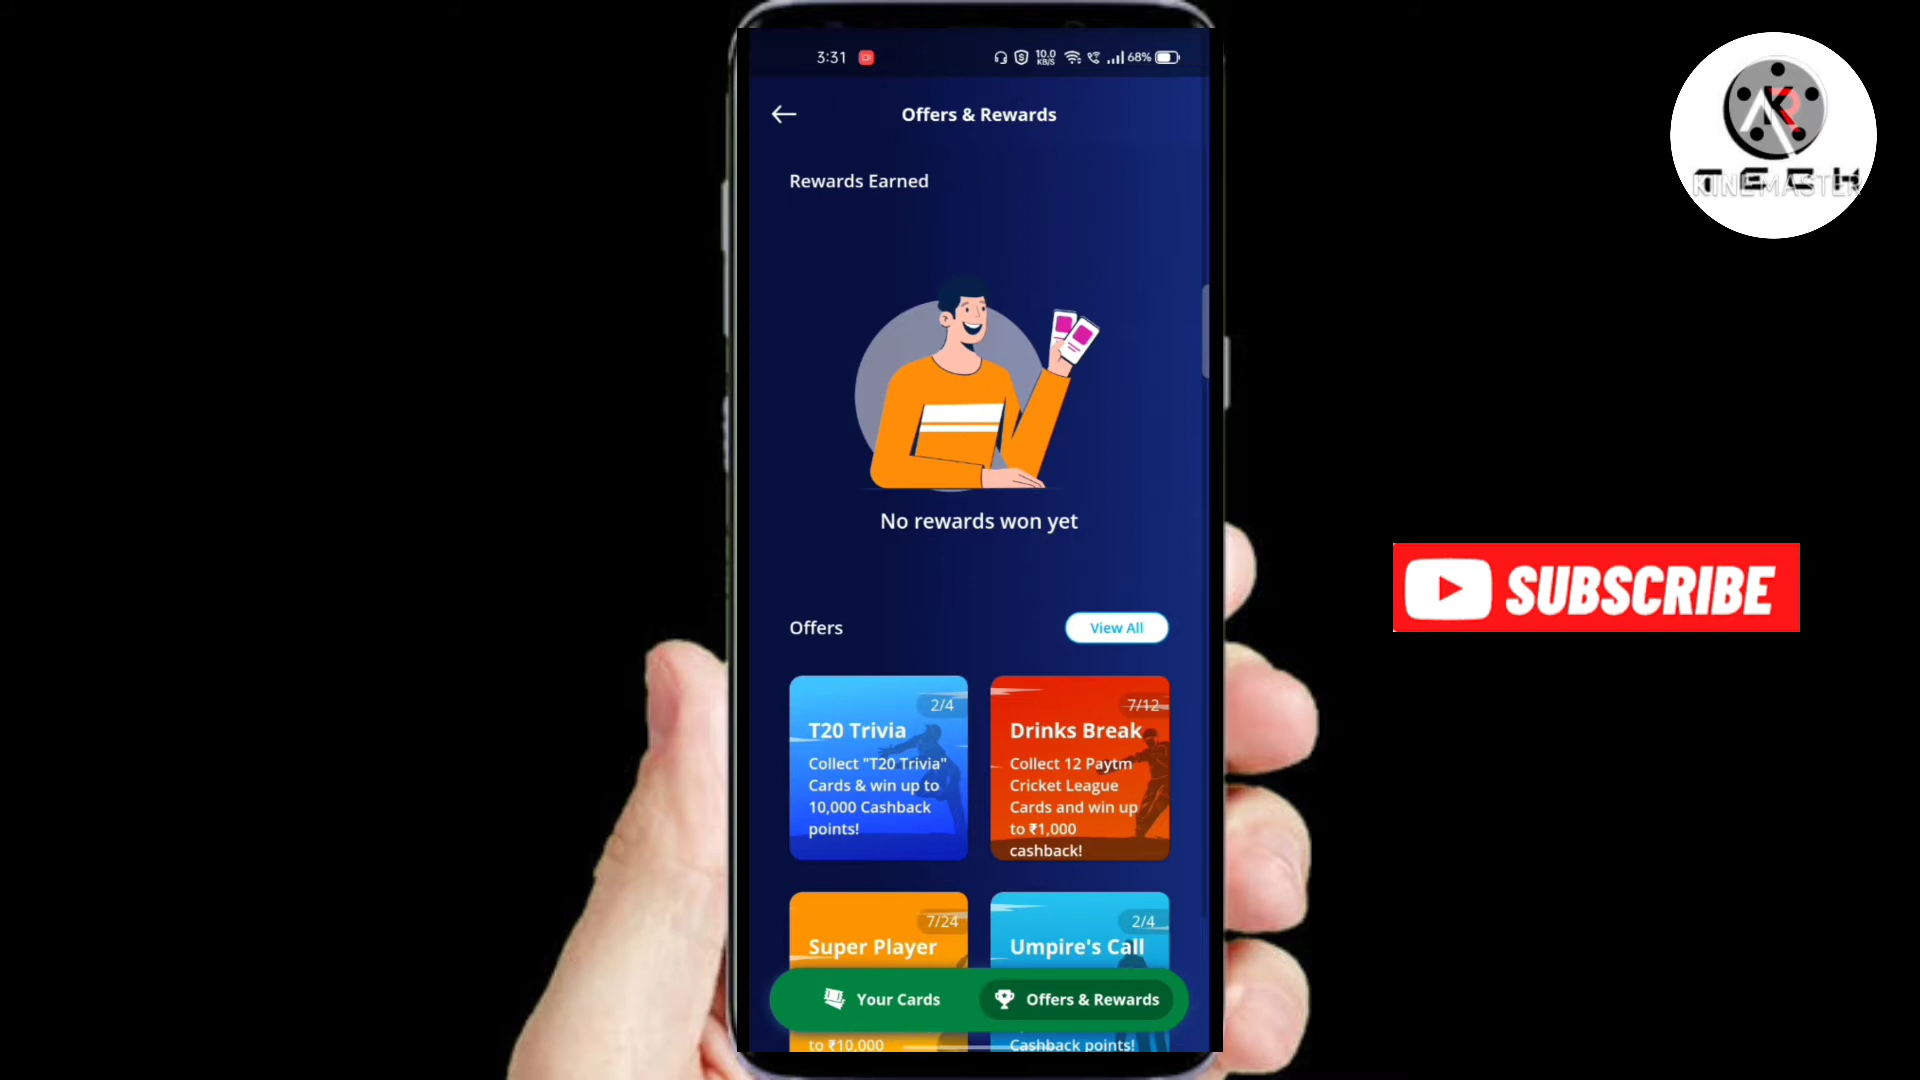 3:31
10.0
KB/S
68%
Offers & Rewards
Rewards Earned
No rewards won yet
Offers
View All
2/4
T20 Trivia
Collect "T20 Trivia"
Cards & win up to
10,000 Cashback
points!
7/12
Drinks Break
Collect 12 Paytm
Cricket League
Cards and win up
to ₹1,000
cashback!
7/24
Super Player
2/4
Umpire's Call
Your Cards
Offers & Rewards
to ₹10,000
Cashback points!
KR
TECH
KINEMASTER
SUBSCRIBE